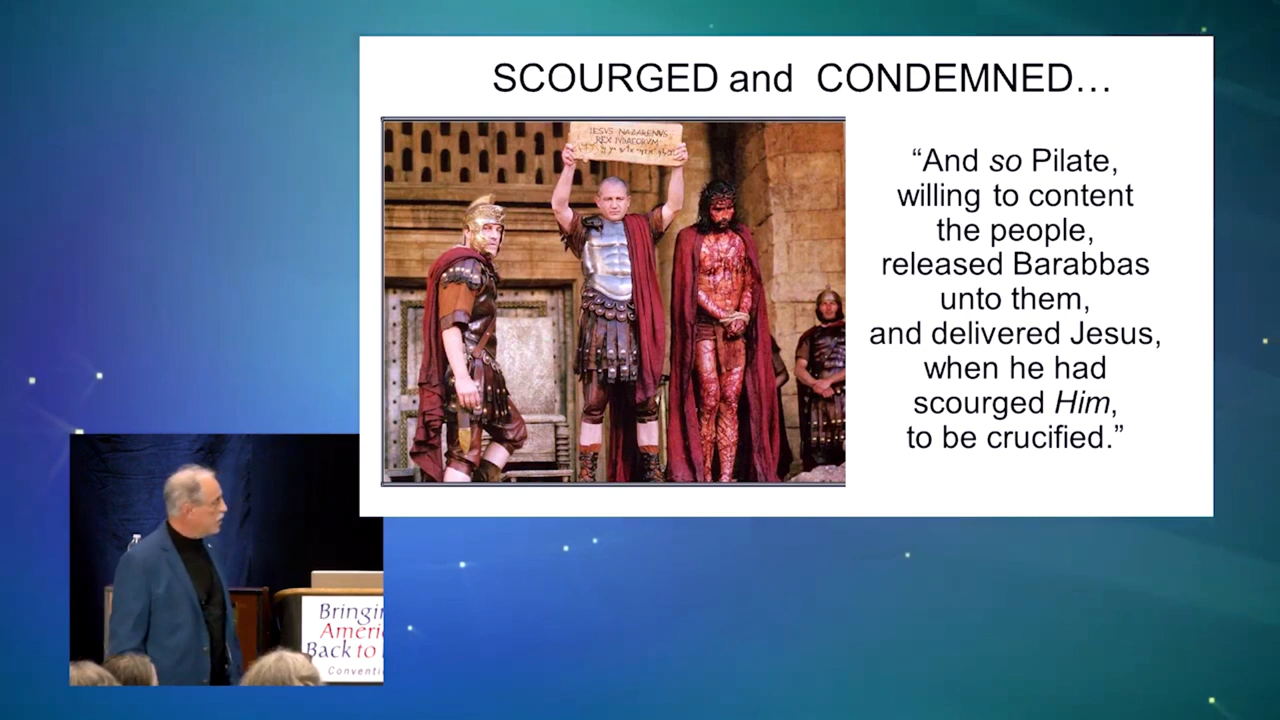 SCOURGED and CONDEMNED…
IESVS NAZARENVS
REX IVDAEORVM
“And so Pilate,
willing to content
the people,
released Barabbas
unto them,
and delivered Jesus,
when he had
scourged Him,
to be crucified.”
Bringi
Ameri
Back to
Conventi